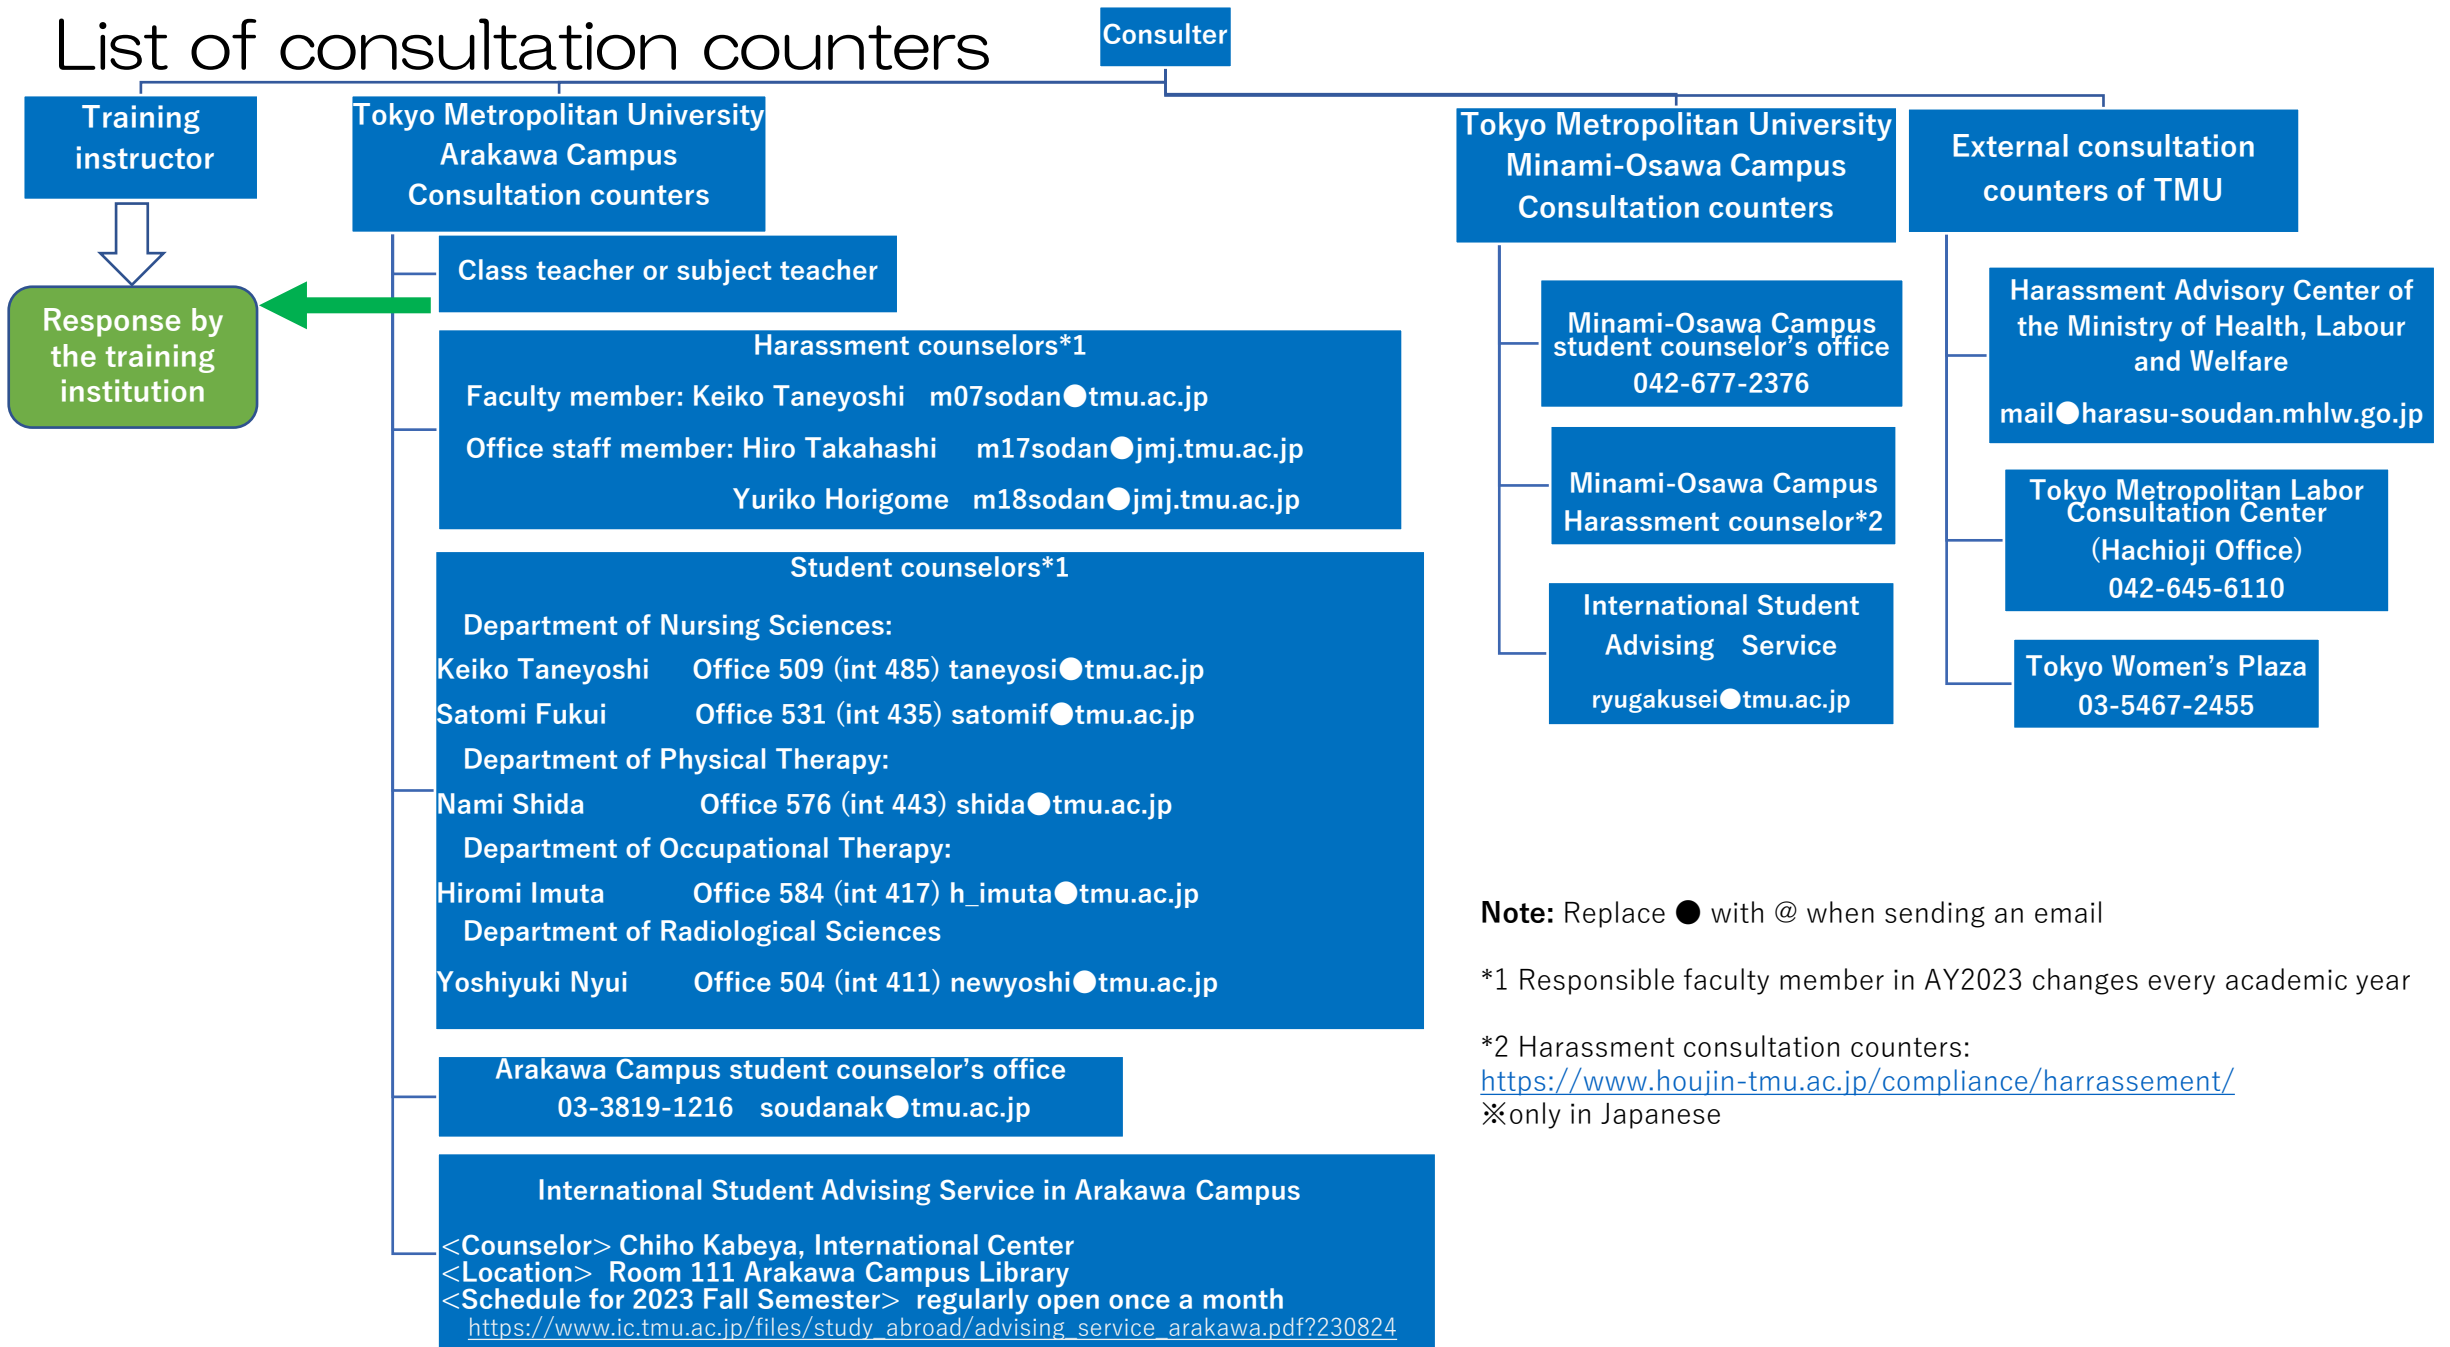 List of consultation counters
Consulter
Training
instructor
Response by
the training
institution
Tokyo Metropolitan University
Arakawa Campus
Consultation counters
Class teacher or subject teacher
Harassment counselors*1
Faculty member: Keiko Taneyoshi m07sodan●tmu.ac.jp
Office staff member: Hiro Takahashi m17sodan●jmj.tmu.ac.jp
Yuriko Horigome m18sodan●jmj.tmu.ac.jp
Student counselors*1
Department of Nursing Sciences:
Keiko Taneyoshi Office 509 (int 485) taneyosi●tmu.ac.jp
Satomi Fukui Office 531 (int 435) satomif●tmu.ac.jp
Department of Physical Therapy:
Nami Shida Office 576 (int 443) shida●tmu.ac.jp
Department of Occupational Therapy:
Hiromi Imuta Office 584 (int 417) h_imuta●tmu.ac.jp
Department of Radiological Sciences
Yoshiyuki Nyui Office 504 (int 411) newyoshi●tmu.ac.jp
Arakawa Campus student counselor's office
03-3819-1216 soudanak●tmu.ac.jp
International Student Advising Service in Arakawa Campus
<Counselor> Chiho Kabeya, International Center
<Location> Room 111 Arakawa Campus Library
<Schedule for 2023 Fall Semester> regularly open once a month
https://www.ic.tmu.ac.jp/files/study_abroad/advising_service_arakawa.pdf?230824
Tokyo Metropolitan University
Minami-Osawa Campus
Consultation counters
Minami-Osawa Campus
student counselor's office
042-677-2376
Minami-Osawa Campus
Harassment counselor*2
International Student
Advising Service
ryugakusei●tmu.ac.jp
External consultation
counters of TMU
Harassment Advisory Center of
the Ministry of Health, Labour
and Welfare
mail●harasu-soudan.mhlw.go.jp
Tokyo Metropolitan Labor
Consultation Center
(Hachioji Office)
042-645-6110
Tokyo Women's Plaza
03-5467-2455
Note: Replace ● with @ when sending an email
*1 Responsible faculty member in AY2023 changes every academic year
*2 Harassment consultation counters:
https://www.houjin-tmu.ac.jp/compliance/harrassement/
※only in Japanese